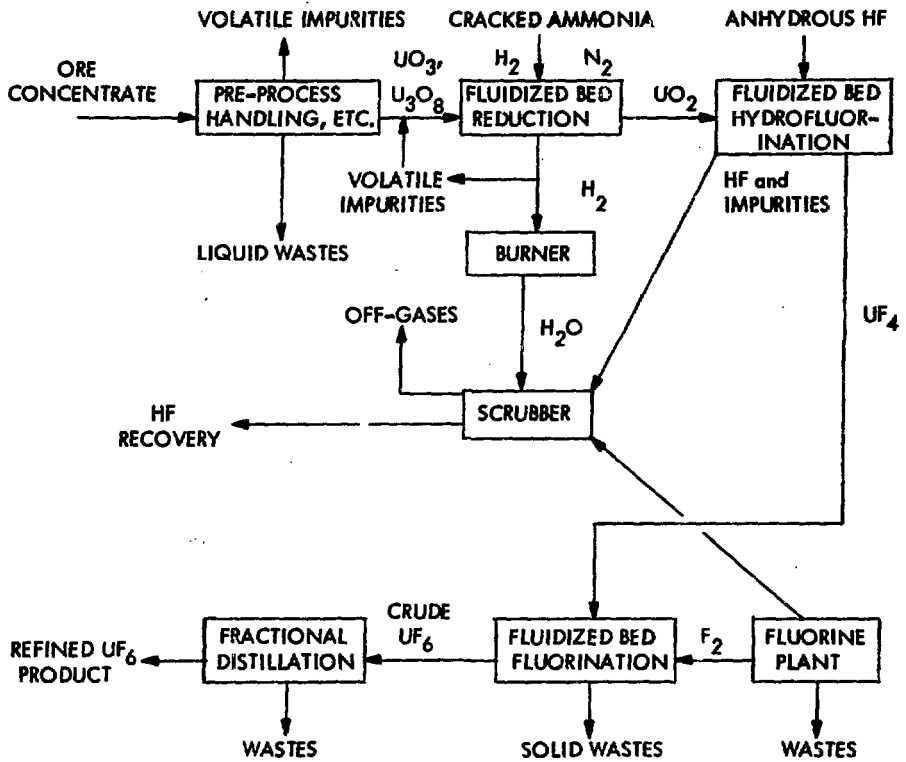 VOLATILE IMPURITIES
CRACKED AMMONIA
ANHYDROUS HF
ORE
CONCENTRATE
PRE-PROCESS
HANDLING, ETC.
UO3,
U3O8
H2
N2
FLUIDIZED BED
REDUCTION
UO2
FLUIDIZED BED
HYDROFLUOR-
INATION
VOLATILE
IMPURITIES
H2
HF and
IMPURITIES
LIQUID WASTES
BURNER
OFF-GASES
H2O
UF4
SCRUBBER
HF
RECOVERY
REFINED UF6
PRODUCT
FRACTIONAL
DISTILLATION
CRUDE
UF6
FLUIDIZED BED
FLUORINATION
F2
FLUORINE
PLANT
WASTES
SOLID WASTES
WASTES